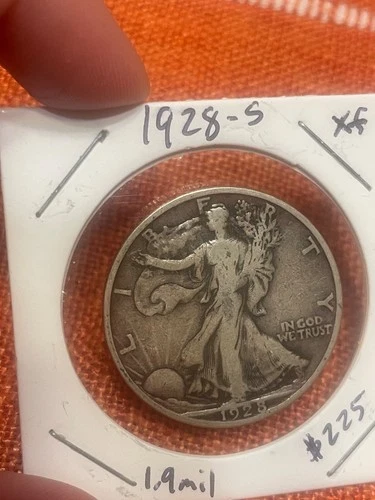 1928-S XF
LIBERTY
IN GOD
WE TRUST
1928
$225
1.9mil